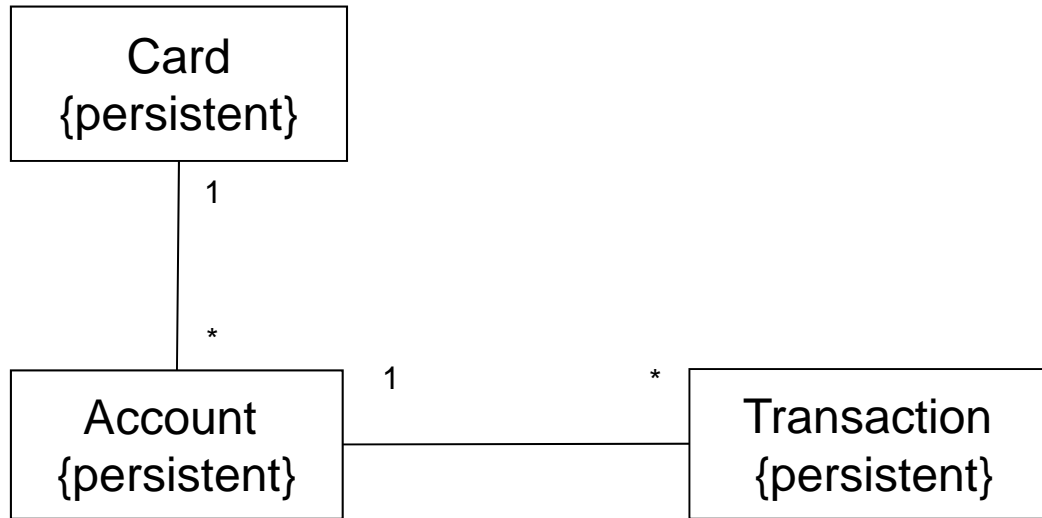 Card
{persistent}
1
*
1
*
Account
{persistent}
Transaction
{persistent}